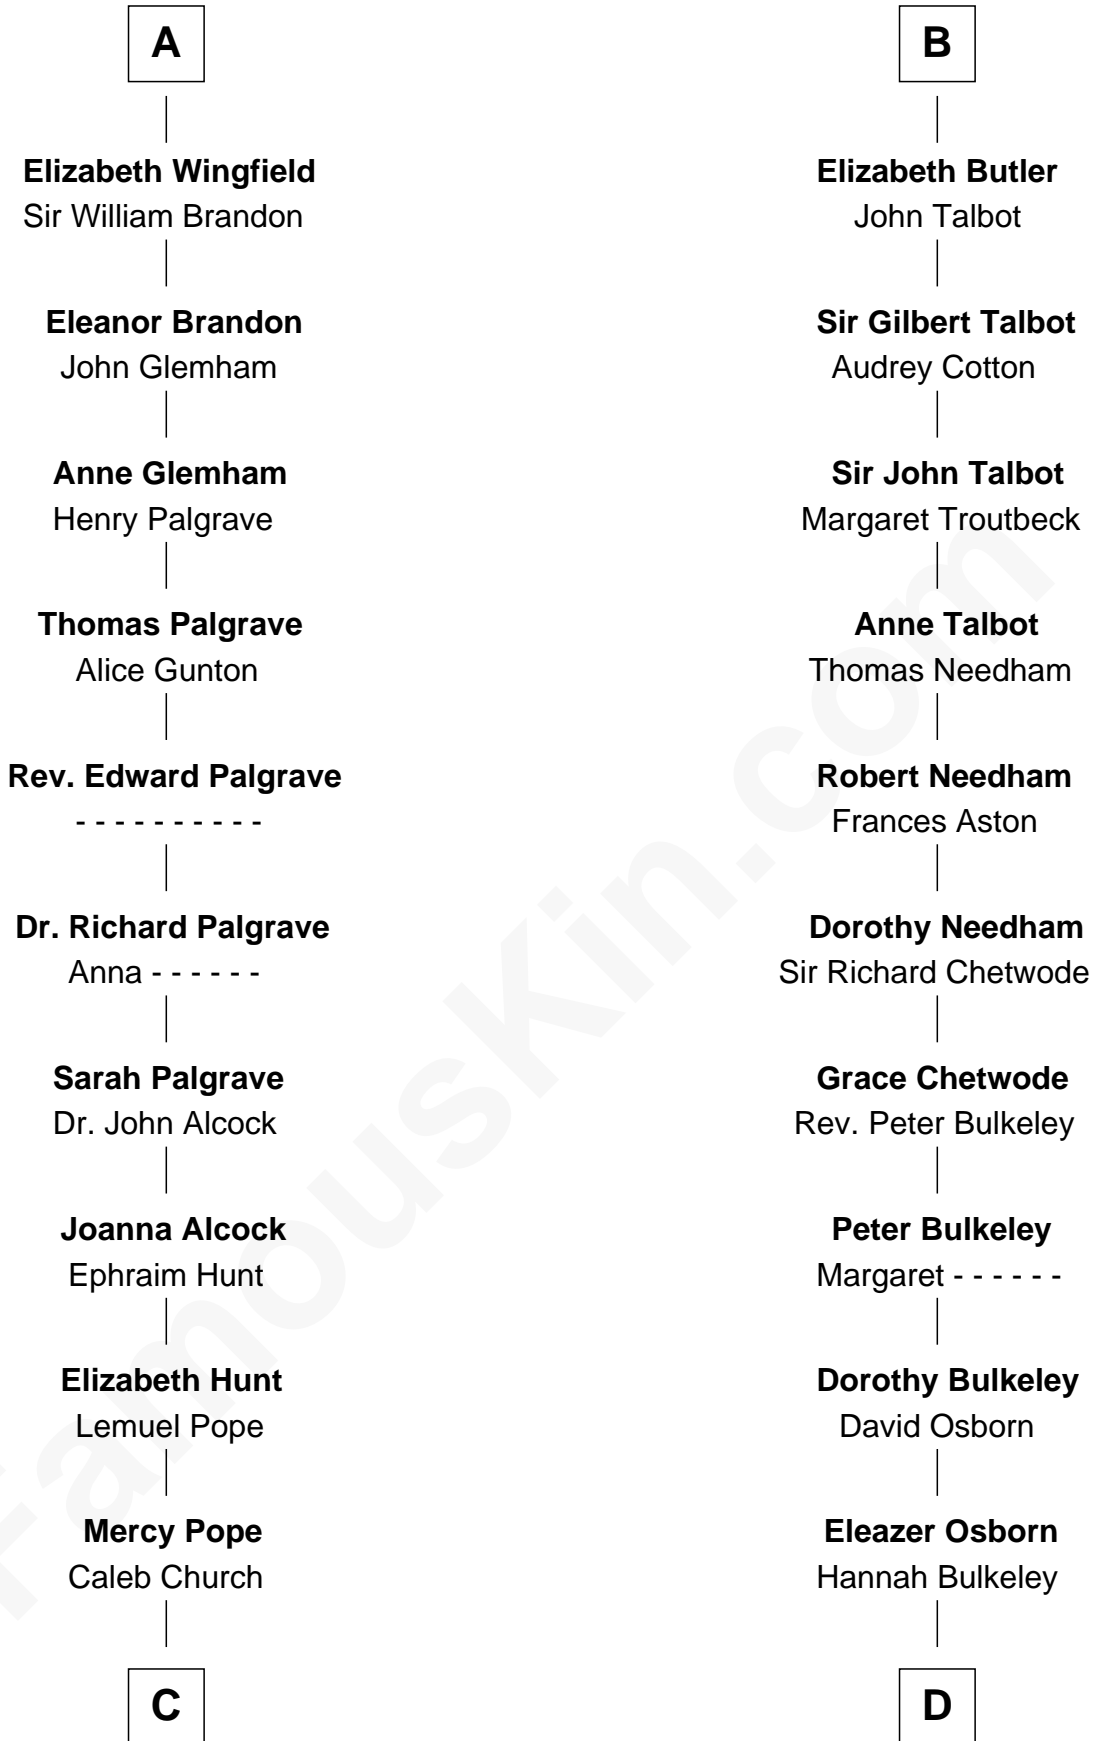 A
Elizabeth Wingfield
Sir William Brandon
Eleanor Brandon
John Glemham
Anne Glemham
Henry Palgrave
Thomas Palgrave
Alice Gunton
Rev. Edward Palgrave
- - - - - - - - - -
Dr. Richard Palgrave
Anna - - - - - -
Sarah Palgrave
Dr. John Alcock
Joanna Alcock
Ephraim Hunt
Elizabeth Hunt
Lemuel Pope
Mercy Pope
Caleb Church
C
B
Elizabeth Butler
John Talbot
Sir Gilbert Talbot
Audrey Cotton
Sir John Talbot
Margaret Troutbeck
Anne Talbot
Thomas Needham
Robert Needham
Frances Aston
Dorothy Needham
Sir Richard Chetwode
Grace Chetwode
Rev. Peter Bulkeley
Peter Bulkeley
Margaret - - - - - -
Dorothy Bulkeley
David Osborn
Eleazer Osborn
Hannah Bulkeley
D
FamousKin.com